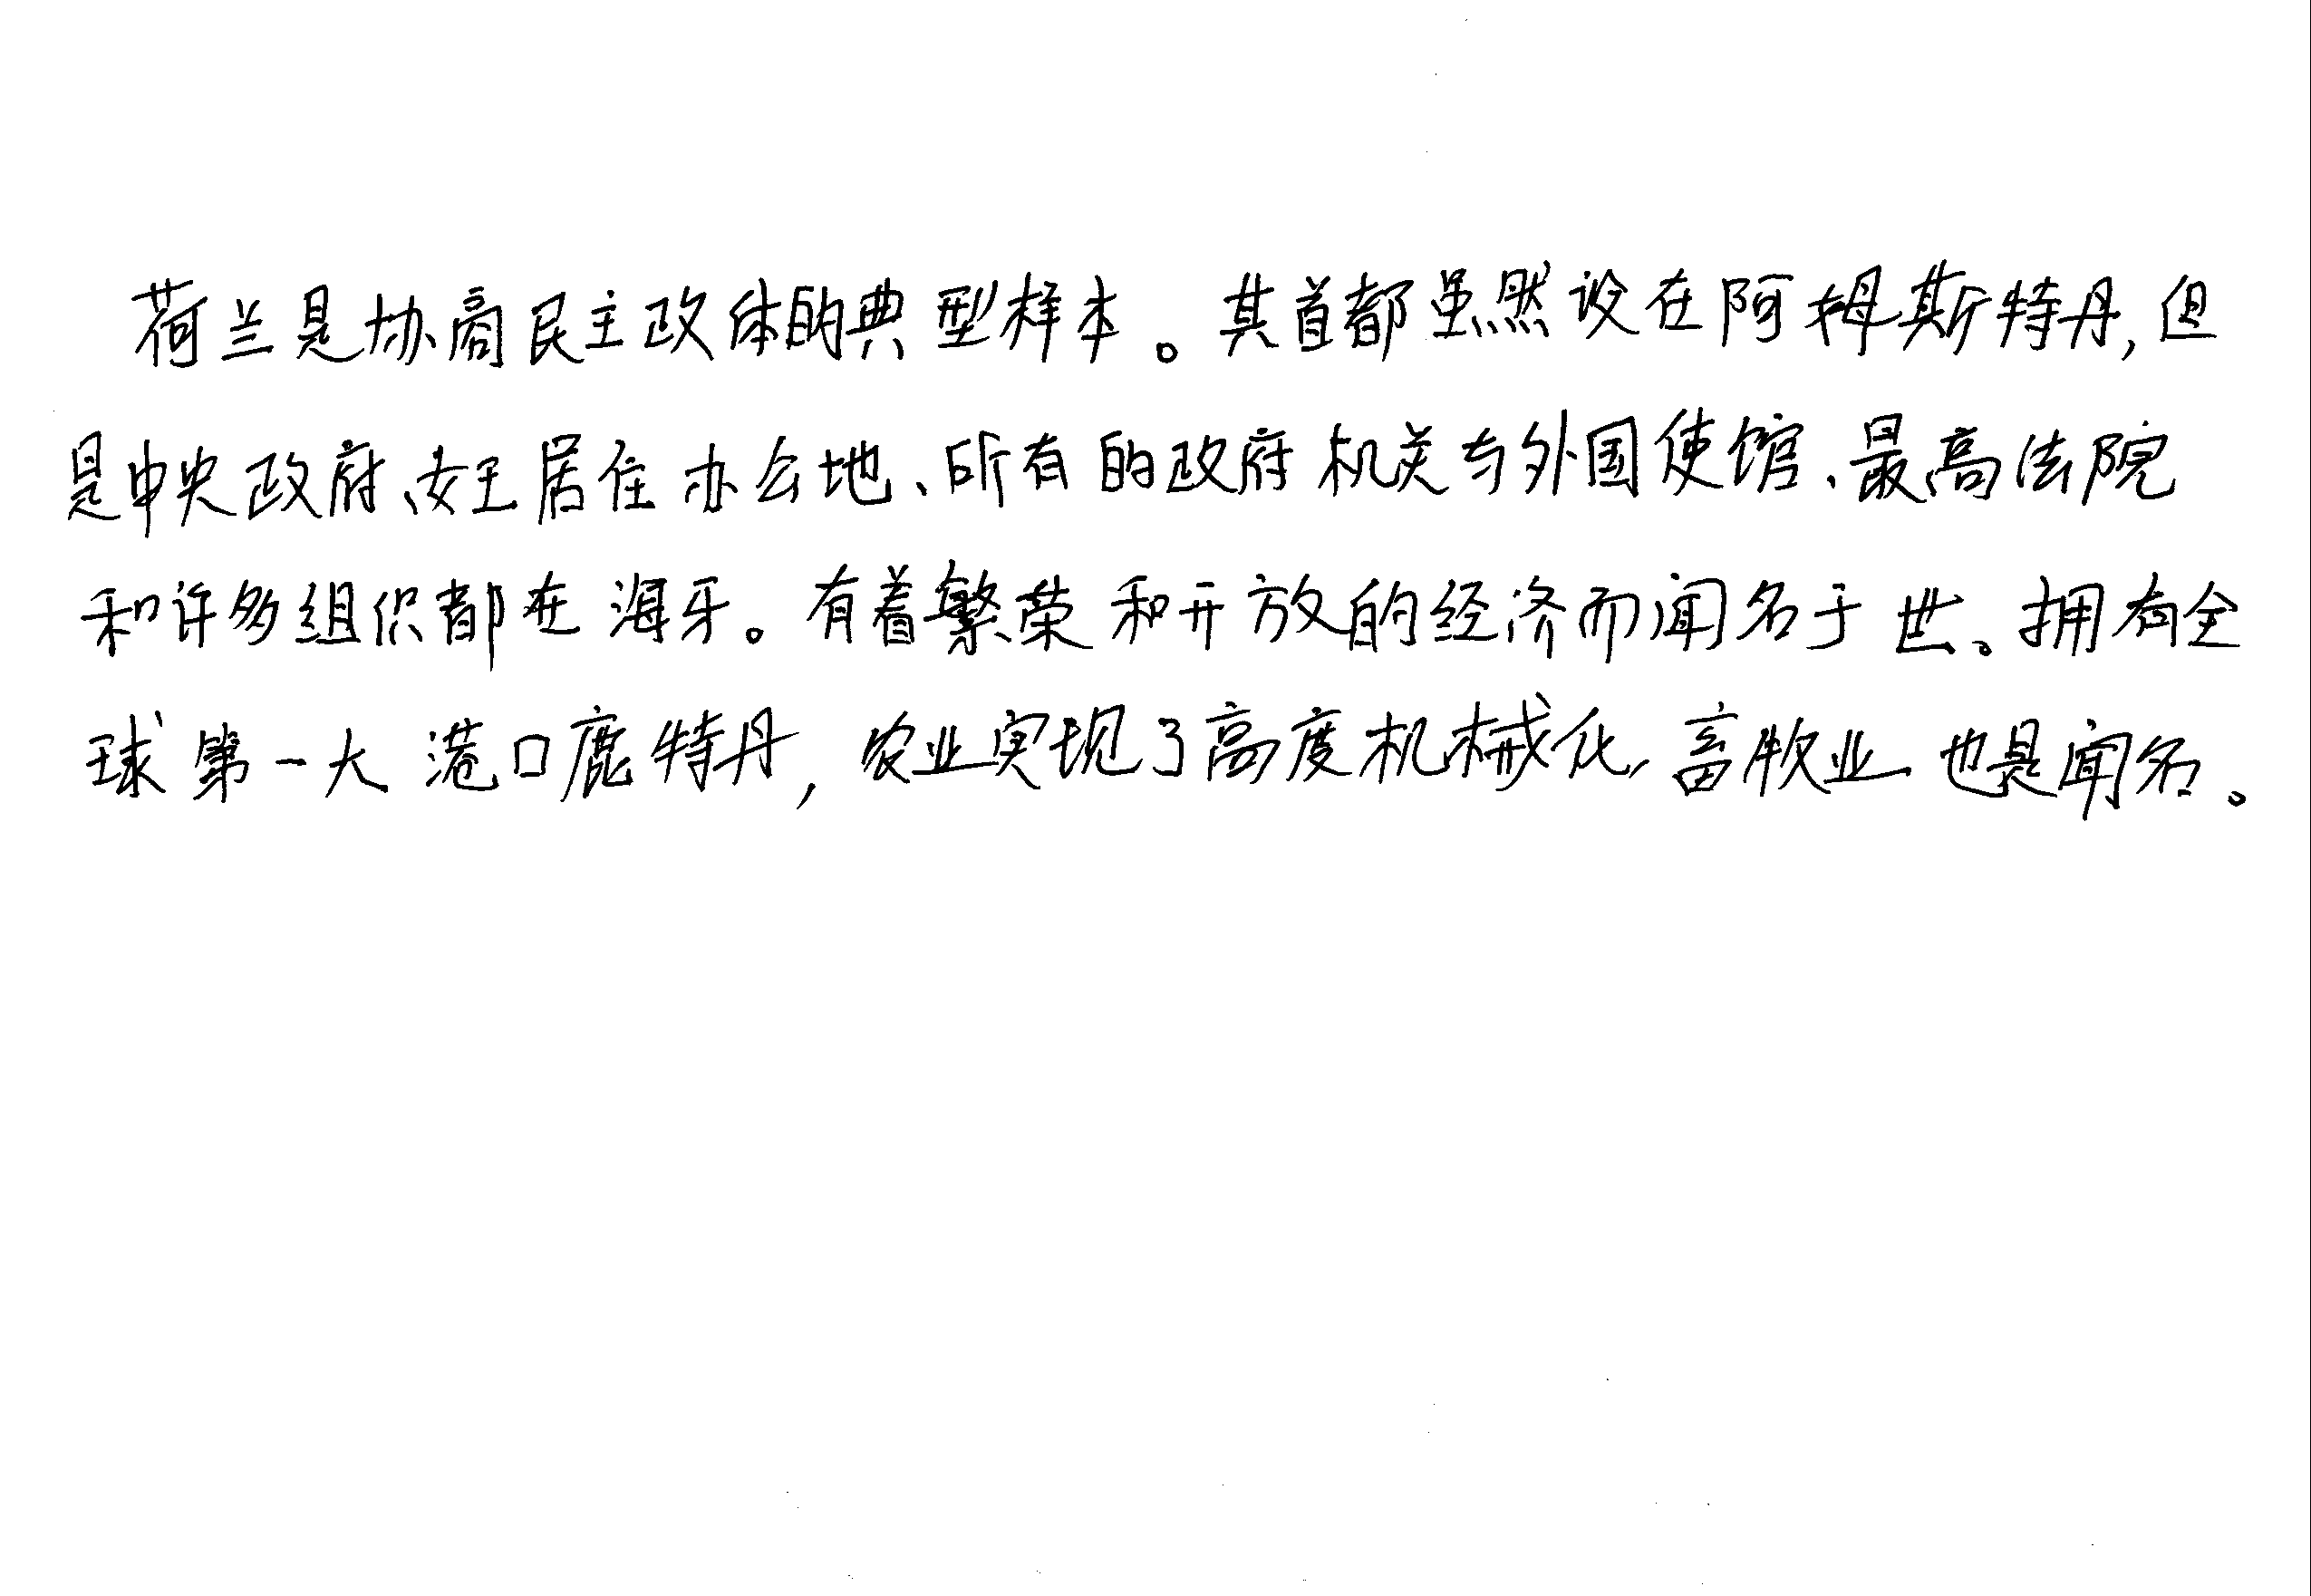 荷兰是协商民主政体的典型样本。其首都虽然设在阿姆斯特丹,但
是中央政府、女王居住办公地、所有的政府机关与外国使馆、最高法院
和许多组织都在海牙。有着繁荣和开放的经济而闻名于世。拥有全
球第一大港口鹿特丹,农业实现了高度机械化,畜牧业也是闻名。